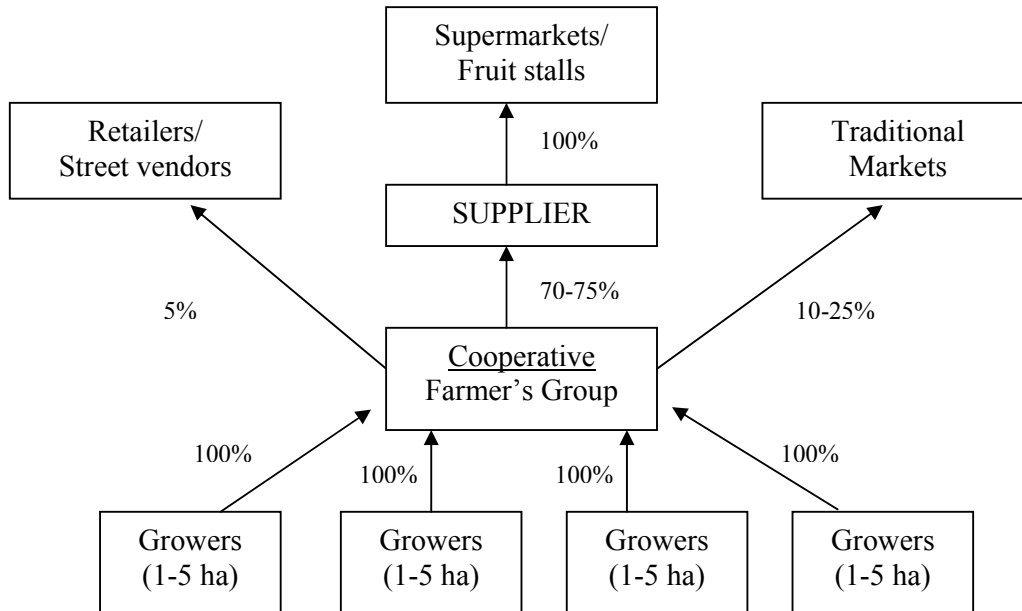 Supermarkets/
Fruit stalls
Retailers/
Street vendors
Traditional
Markets
100%
SUPPLIER
5%
70-75%
10-25%
Cooperative
Farmer’s Group
100%
100%
100%
100%
Growers
(1-5 ha)
Growers
(1-5 ha)
Growers
(1-5 ha)
Growers
(1-5 ha)